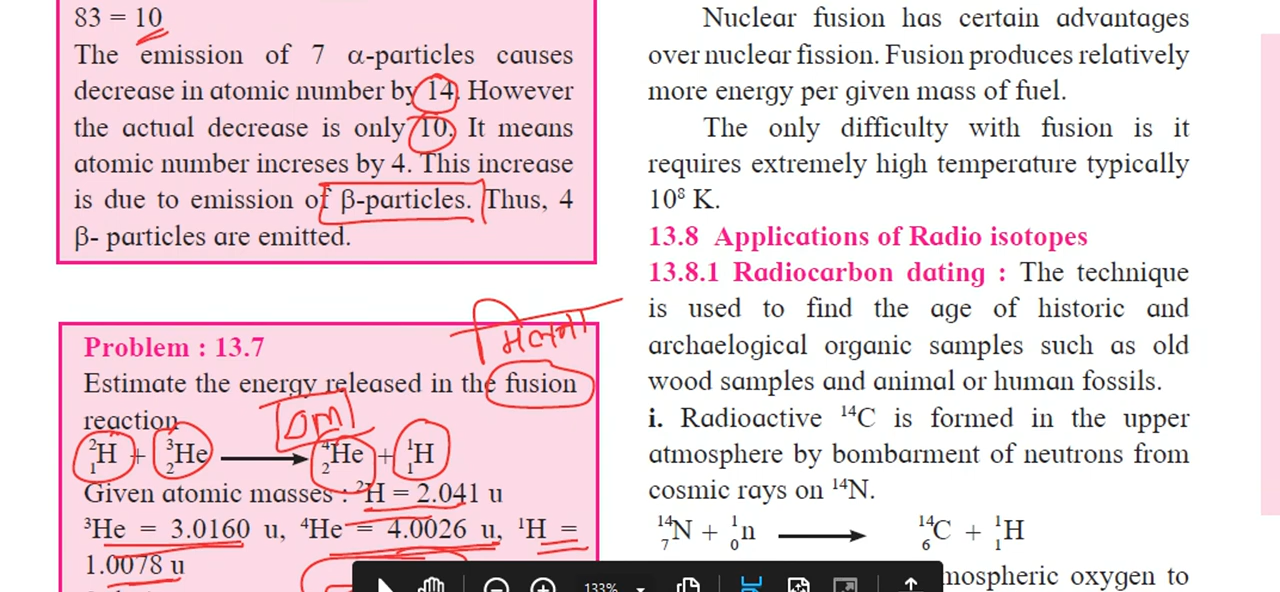 83 = 10
The emission of 7 α-particles causes
decrease in atomic number by 14. However
the actual decrease is only 10. It means
atomic number increses by 4. This increase
is due to emission of β-particles. Thus, 4
β- particles are emitted.
Problem : 13.7
Estimate the energy released in the fusion
reaction
Δm
²₁H + ³₂He ⟶ ⁴₂He + ¹₁H
Given atomic masses : ²H = 2.041 u
³He = 3.0160 u, ⁴He = 4.0026 u, ¹H =
1.0078 u
Nuclear fusion has certain advantages
over nuclear fission. Fusion produces relatively
more energy per given mass of fuel.
The only difficulty with fusion is it
requires extremely high temperature typically
10⁸ K.
13.8 Applications of Radio isotopes
13.8.1 Radiocarbon dating : The technique
is used to find the age of historic and
archaelogical organic samples such as old
wood samples and animal or human fossils.
i. Radioactive ¹⁴C is formed in the upper
atmosphere by bombarment of neutrons from
cosmic rays on ¹⁴N.
¹⁴₇N + ¹₀n ⟶ ¹⁴₆C + ¹₁H
mospheric oxygen to
133%